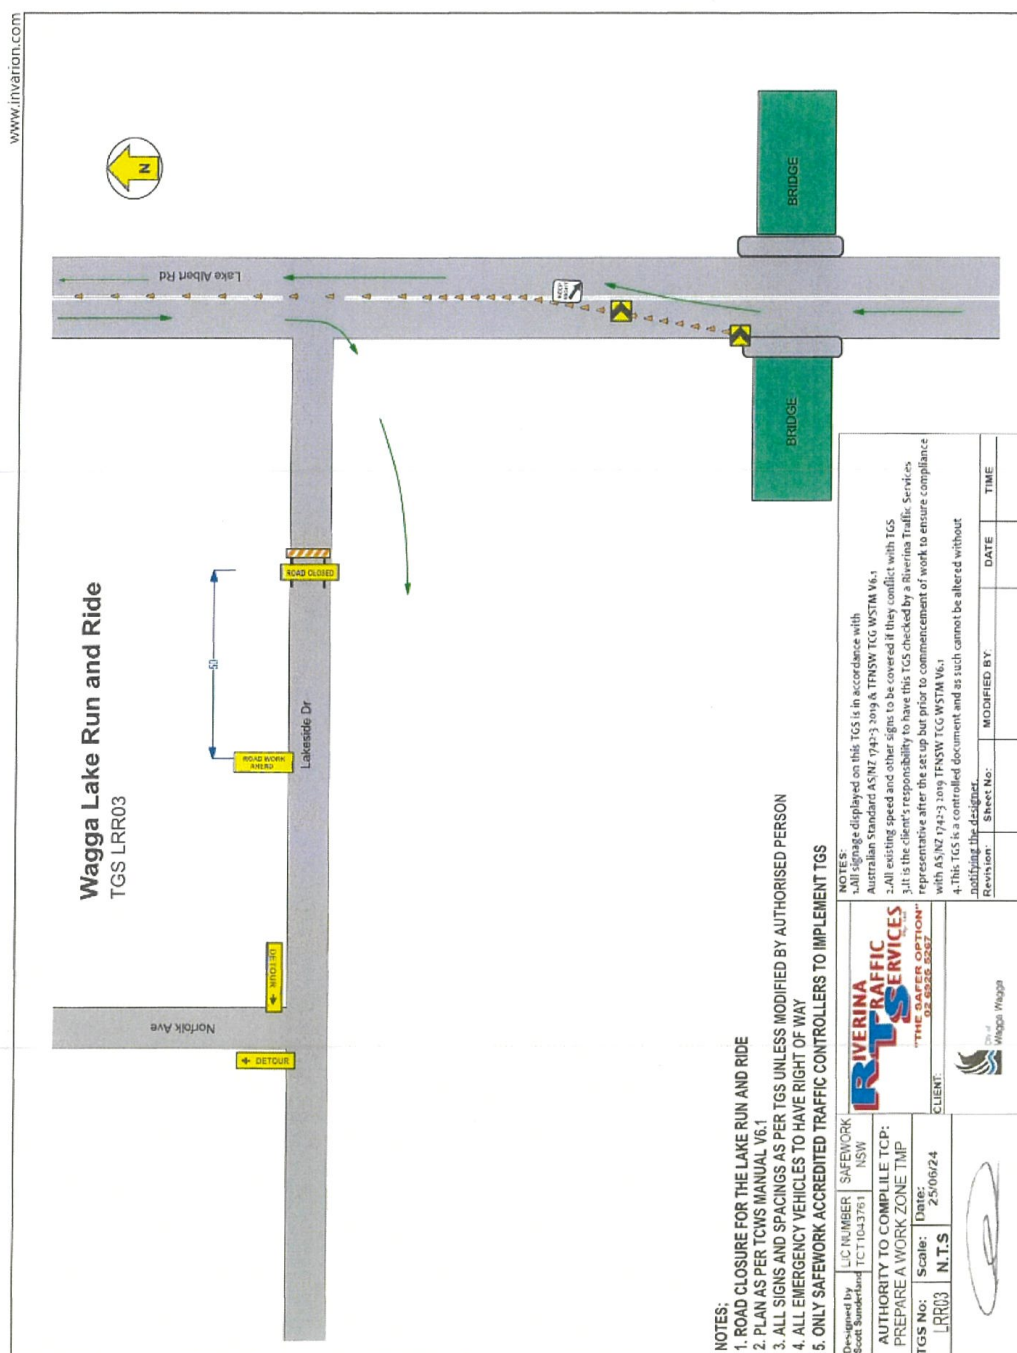 www.invarion.com
N
Wagga Lake Run and Ride
TGS LRR03
Lake Albert Rd
BRIDGE
BRIDGE
KEEP
RIGHT
ROAD CLOSED
50
ROAD WORK
AHEAD
Lakeside Dr
DETOUR
Norfolk Ave
DETOUR
NOTES:
1. ROAD CLOSURE FOR THE LAKE RUN AND RIDE
2. PLAN AS PER TCWS MANUAL V6.1
3. ALL SIGNS AND SPACINGS AS PER TGS UNLESS MODIFIED BY AUTHORISED PERSON
4. ALL EMERGENCY VEHICLES TO HAVE RIGHT OF WAY
5. ONLY SAFEWORK ACCREDITED TRAFFIC CONTROLLERS TO IMPLEMENT TGS
Designed by
Scott Sunderland
LIC NUMBER
TCT1043761
SAFEWORK
NSW
AUTHORITY TO COMPLILE TCP:
PREPARE A WORK ZONE TMP
TGS No:
LRR03
Scale:
N.T.S
Date:
25/06/24
RIVERINA
TRAFFIC
SERVICES
"THE SAFER OPTION"
02 6925 5267
CLIENT:
City of
Wagga Wagga
NOTES:
1.All signage displayed on this TGS is in accordance with
Australian Standard AS/NZ 1742-3 2019 & TFNSW TCG WSTM V6.1
2.All existing speed and other signs to be covered if they conflict with TGS
3.It is the client's responsibility to have this TGS checked by a Riverina Traffic Services
representative after the set up but prior to commencement of work to ensure compliance
with AS/NZ 1742-3 2019 TFNSW TCG WSTM V6.1
4.This TGS is a controlled document and as such cannot be altered without
notifying the designer.
Revision:
Sheet No:
MODIFIED BY:
DATE
TIME